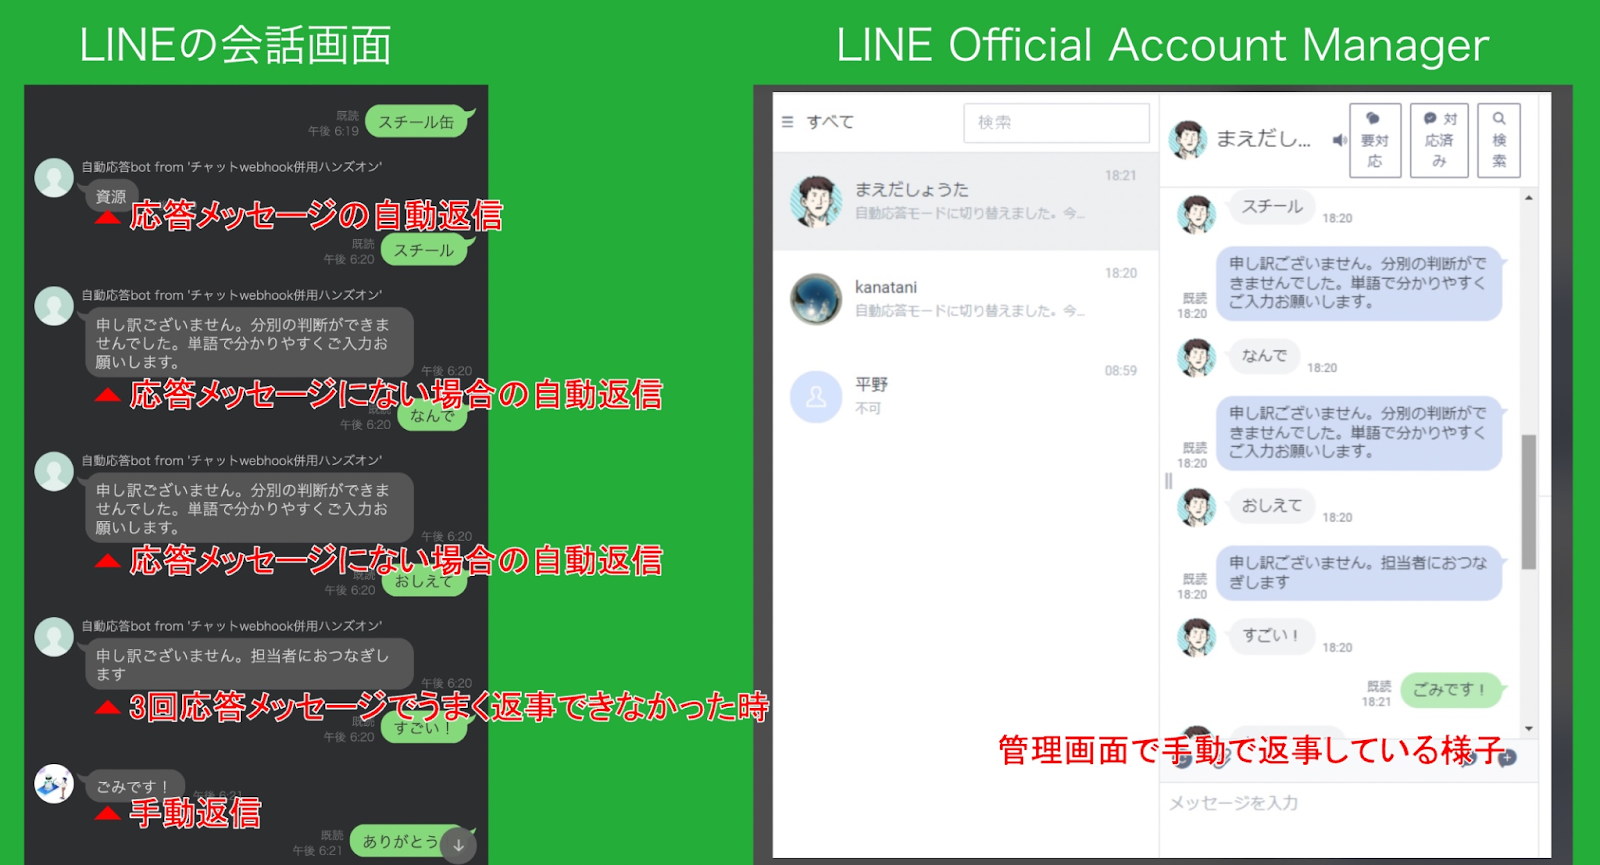 LINEの会話画面
既読
午後 6:19
スチール缶
自動応答bot from 'チャットwebhook併用ハンズオン'
資源
応答メッセージの自動返信
既読
午後 6:20
スチール
自動応答bot from 'チャットwebhook併用ハンズオン'
申し訳ございません。分別の判断ができま
せんでした。単語で分かりやすくご入力お
願いします。
午後 6:20
応答メッセージにない場合の自動返信
既読
午後 6:20
なんで
自動応答bot from 'チャットwebhook併用ハンズオン'
申し訳ございません。分別の判断ができま
せんでした。単語で分かりやすくご入力お
願いします。
午後 6:20
応答メッセージにない場合の自動返信
既読
午後 6:20
おしえて
自動応答bot from 'チャットwebhook併用ハンズオン'
申し訳ございません。担当者におつなぎし
ます
午後 6:20
3回応答メッセージでうまく返事できなかった時
既読
午後 6:20
すごい！
ごみです！
午後 6:21
手動返信
既読
午後 6:21
ありがとう
LINE Official Account Manager
すべて
検索
まえだしょうた
18:21
自動応答モードに切り替えました。今...
kanatani
18:20
自動応答モードに切り替えました。今...
平野
08:59
不可
まえだし...
要対
応
対
応済
み
検
索
スチール
18:20
申し訳ございません。分別の判断がで
きませんでした。単語で分かりやすく
ご入力お願いします。
既読
18:20
なんで
18:20
申し訳ございません。分別の判断がで
きませんでした。単語で分かりやすく
ご入力お願いします。
既読
18:20
おしえて
18:20
申し訳ございません。担当者におつな
ぎします
既読
18:20
すごい！
18:20
既読
18:21
ごみです！
管理画面で手動で返事している様子
メッセージを入力